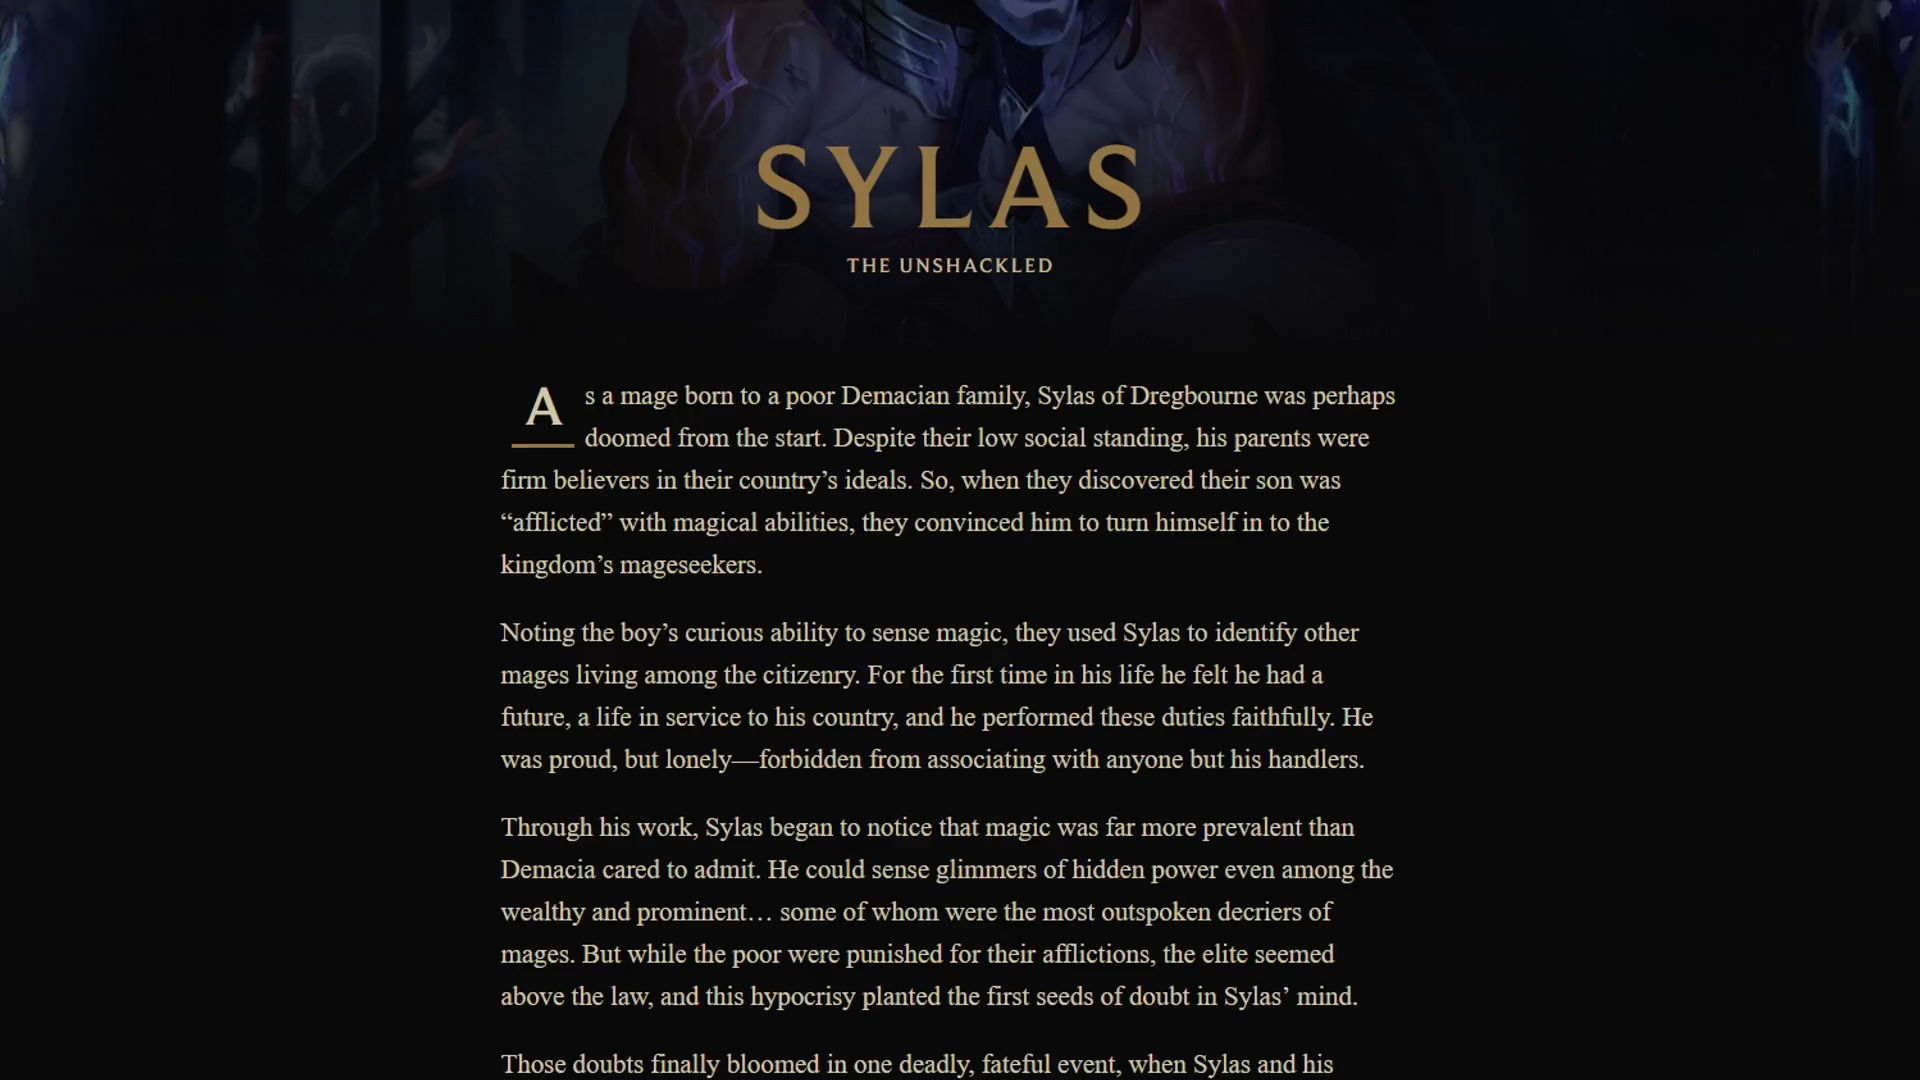 SYLAS
THE UNSHACKLED
As a mage born to a poor Demacian family, Sylas of Dregbourne was perhaps
doomed from the start. Despite their low social standing, his parents were
firm believers in their country’s ideals. So, when they discovered their son was
“afflicted” with magical abilities, they convinced him to turn himself in to the
kingdom’s mageseekers.
Noting the boy’s curious ability to sense magic, they used Sylas to identify other
mages living among the citizenry. For the first time in his life he felt he had a
future, a life in service to his country, and he performed these duties faithfully. He
was proud, but lonely—forbidden from associating with anyone but his handlers.
Through his work, Sylas began to notice that magic was far more prevalent than
Demacia cared to admit. He could sense glimmers of hidden power even among the
wealthy and prominent… some of whom were the most outspoken decriers of
mages. But while the poor were punished for their afflictions, the elite seemed
above the law, and this hypocrisy planted the first seeds of doubt in Sylas’ mind.
Those doubts finally bloomed in one deadly, fateful event, when Sylas and his